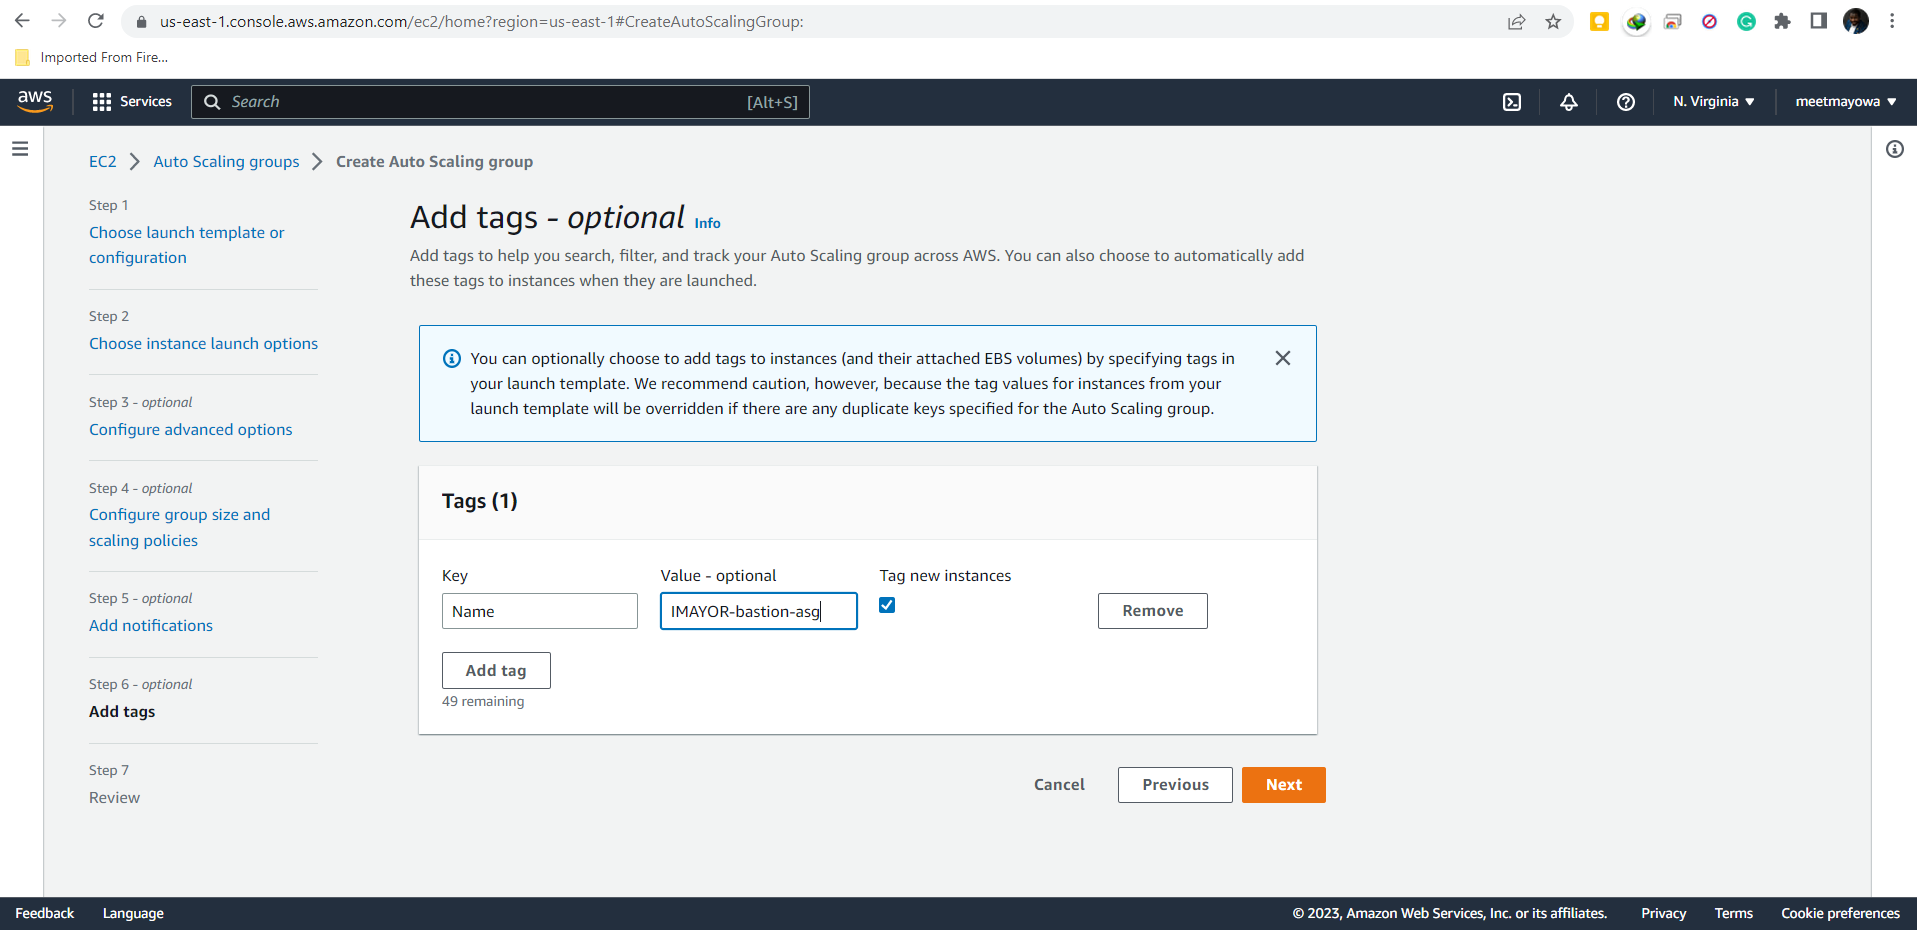 us-east-1.console.aws.amazon.com/ec2/home?region=us-east-1#CreateAutoScalingGroup:
Imported From Fire...
aws
Services
Search
[Alt+S]
N. Virginia
meetmayowa
EC2
Auto Scaling groups
Create Auto Scaling group
Step 1
Choose launch template or
configuration
Step 2
Choose instance launch options
Step 3 - optional
Configure advanced options
Step 4 - optional
Configure group size and
scaling policies
Step 5 - optional
Add notifications
Step 6 - optional
Add tags
Step 7
Review
Add tags - optional Info
Add tags to help you search, filter, and track your Auto Scaling group across AWS. You can also choose to automatically add
these tags to instances when they are launched.
You can optionally choose to add tags to instances (and their attached EBS volumes) by specifying tags in
your launch template. We recommend caution, however, because the tag values for instances from your
launch template will be overridden if there are any duplicate keys specified for the Auto Scaling group.
Tags (1)
Key
Value - optional
Tag new instances
Name
IMAYOR-bastion-asg
Remove
Add tag
49 remaining
Cancel
Previous
Next
Feedback
Language
© 2023, Amazon Web Services, Inc. or its affiliates.
Privacy
Terms
Cookie preferences